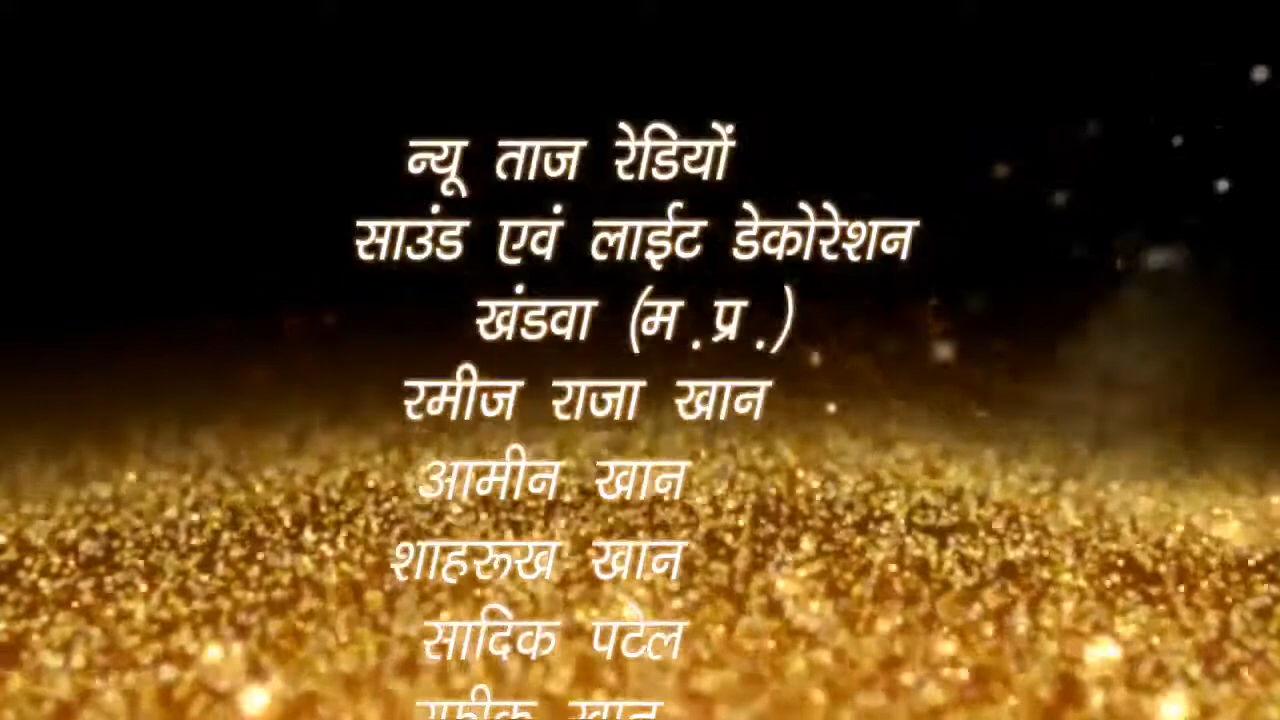 न्यू ताज रेडियों
साउंड एवं लाईट डेकोरेशन
खंडवा (म.प्र.)
रमीज राजा खान
आमीन खान
शाहरूख खान
सादिक पटेल
खान